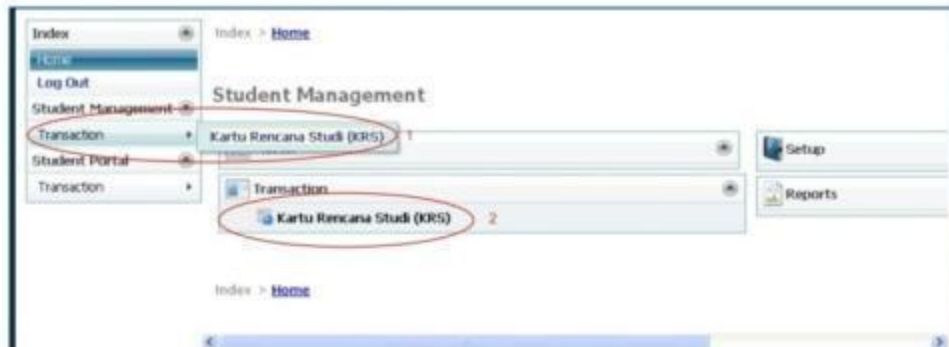 Index
Home
Log Out
Student Management
Transaction
Student Portal
Transaction
Index > Home
Student Management
Kartu Rencana Studi (KRS) 1
Transaction
Kartu Rencana Studi (KRS) 2
Setup
Reports
Index > Home